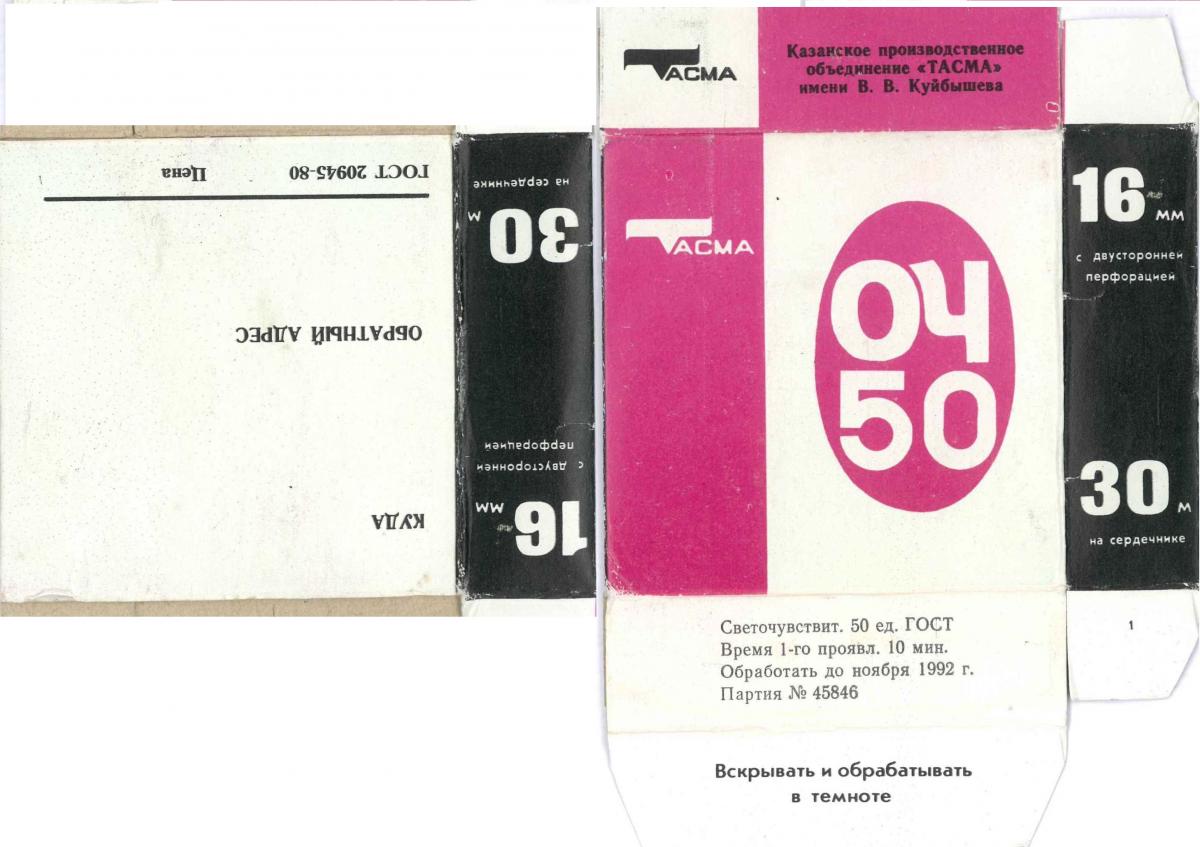 ТАСМА
Казанское производственное
объединение «ТАСМА»
имени В. В. Куйбышева
ГОСТ 20945-80 Цена
ОБРАТНЫЙ АДРЕС
КУДА
16 мм
с двусторонней
перфорацией
30 м
на сердечнике
ТАСМА
ОЧ
50
16 мм
с двусторонней
перфорацией
30 м
на сердечнике
Светочувствит. 50 ед. ГОСТ
Время 1-го проявл. 10 мин.
Обработать до ноября 1992 г.
Партия № 45846
1
Вскрывать и обрабатывать
в темноте